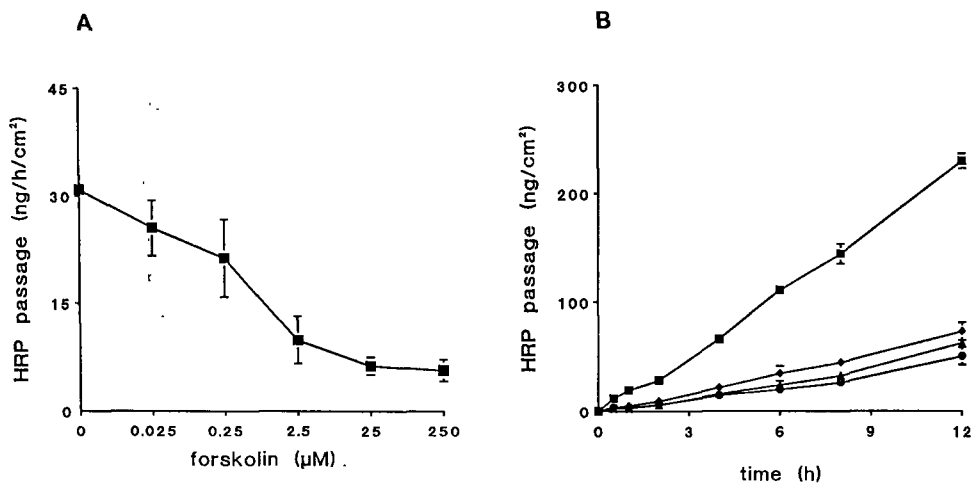 A
HRP passage (ng/h/cm²)
45
30
15
0
0 0.025 0.25 2.5 25 250
forskolin (µM).
B
HRP passage (ng/cm²)
300
200
100
0
0 3 6 9 12
time (h)